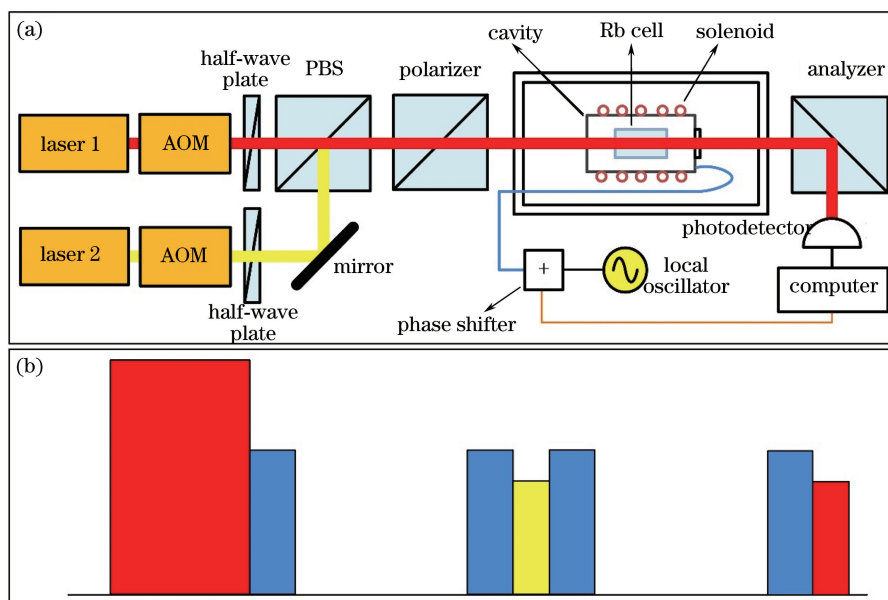 (a)
cavity
Rb cell
solenoid
half-wave
plate
PBS
polarizer
analyzer
laser 1
AOM
laser 2
AOM
mirror
half-wave
plate
+
phase shifter
local
oscillator
photodetector
computer
(b)